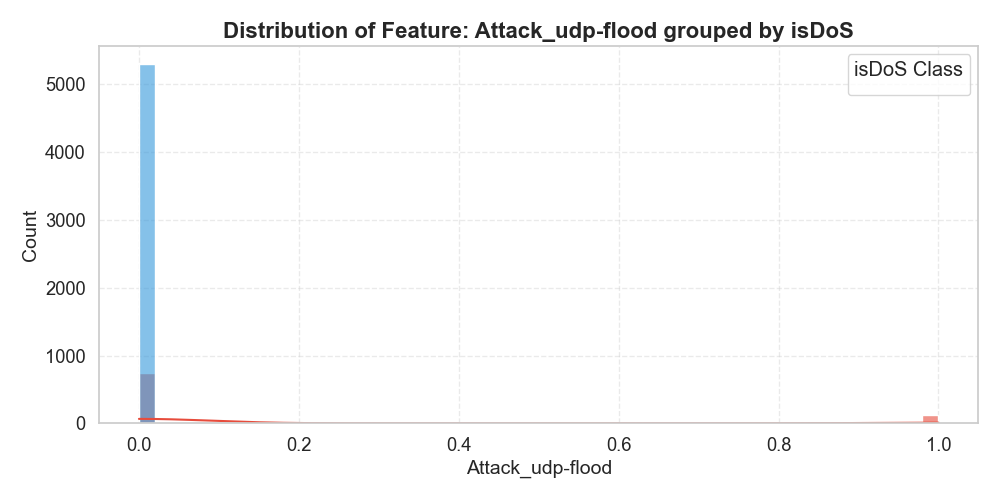 Distribution of Feature: Attack_udp-flood grouped by isDoS
isDoS Class
5000
4000
3000
2000
1000
0
Count
0.0 0.2 0.4 0.6 0.8 1.0
Attack_udp-flood